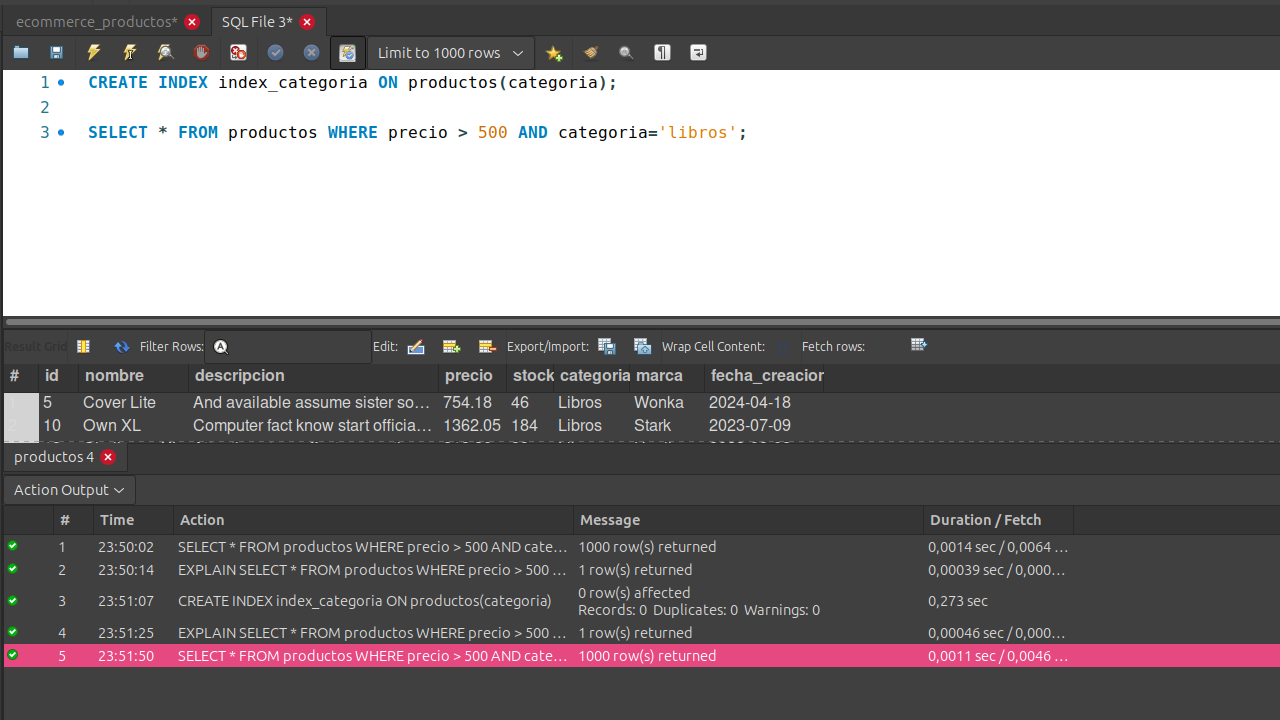 ecommerce_productos* SQL File 3*
Limit to 1000 rows
1 CREATE INDEX index_categoria ON productos(categoria);
2
3 SELECT * FROM productos WHERE precio > 500 AND categoria='libros';
Result Grid Filter Rows: Edit: Export/Import: Wrap Cell Content: Fetch rows:
# id nombre descripcion precio stock categoria marca fecha_creacior
5 Cover Lite And available assume sister so... 754.18 46 Libros Wonka 2024-04-18
10 Own XL Computer fact know start officia... 1362.05 184 Libros Stark 2023-07-09
productos 4
Action Output
# Time Action Message Duration / Fetch
1 23:50:02 SELECT * FROM productos WHERE precio > 500 AND cate... 1000 row(s) returned 0,0014 sec / 0,0064 ...
2 23:50:14 EXPLAIN SELECT * FROM productos WHERE precio > 500 ... 1 row(s) returned 0,00039 sec / 0,000...
3 23:51:07 CREATE INDEX index_categoria ON productos(categoria) 0 row(s) affected 0,273 sec
Records: 0 Duplicates: 0 Warnings: 0
4 23:51:25 EXPLAIN SELECT * FROM productos WHERE precio > 500 ... 1 row(s) returned 0,00046 sec / 0,000...
5 23:51:50 SELECT * FROM productos WHERE precio > 500 AND cate... 1000 row(s) returned 0,0011 sec / 0,0046 ...